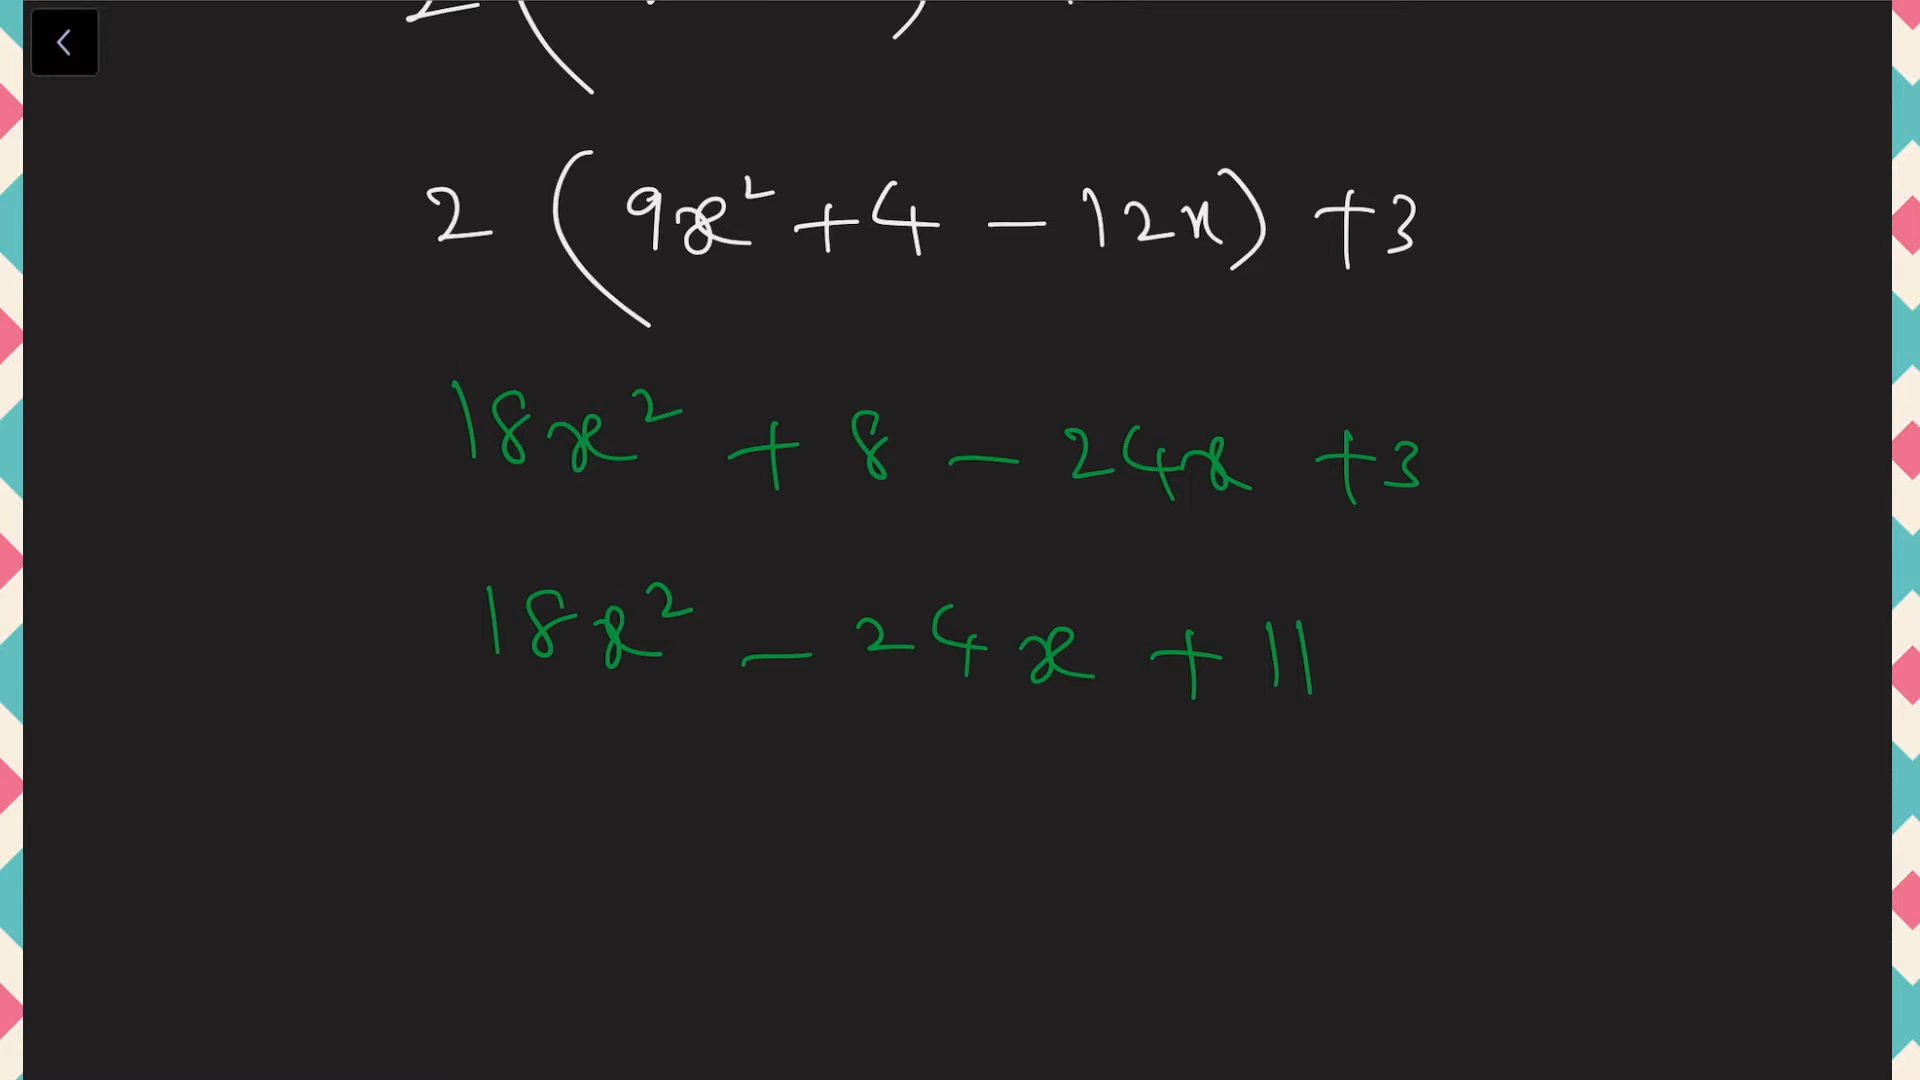 2 (9x² + 4 - 12x) + 3
18x² + 8 - 24x + 3
18x² - 24x + 11